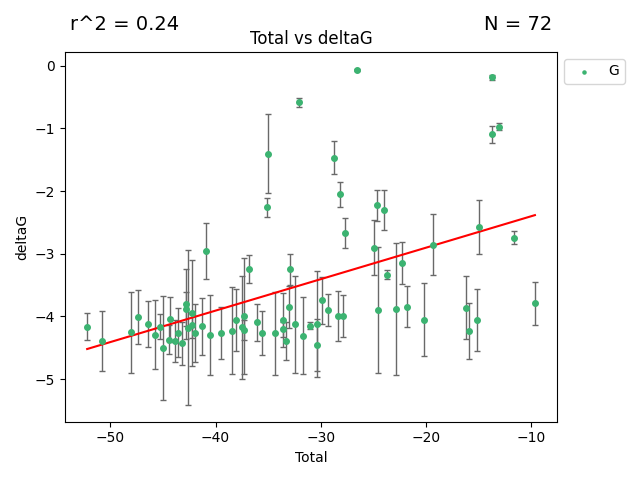 r^2 = 0.24
N = 72
Total vs deltaG
G
deltaG
0
−1
−2
−3
−4
−5
−50
−40
−30
−20
−10
Total